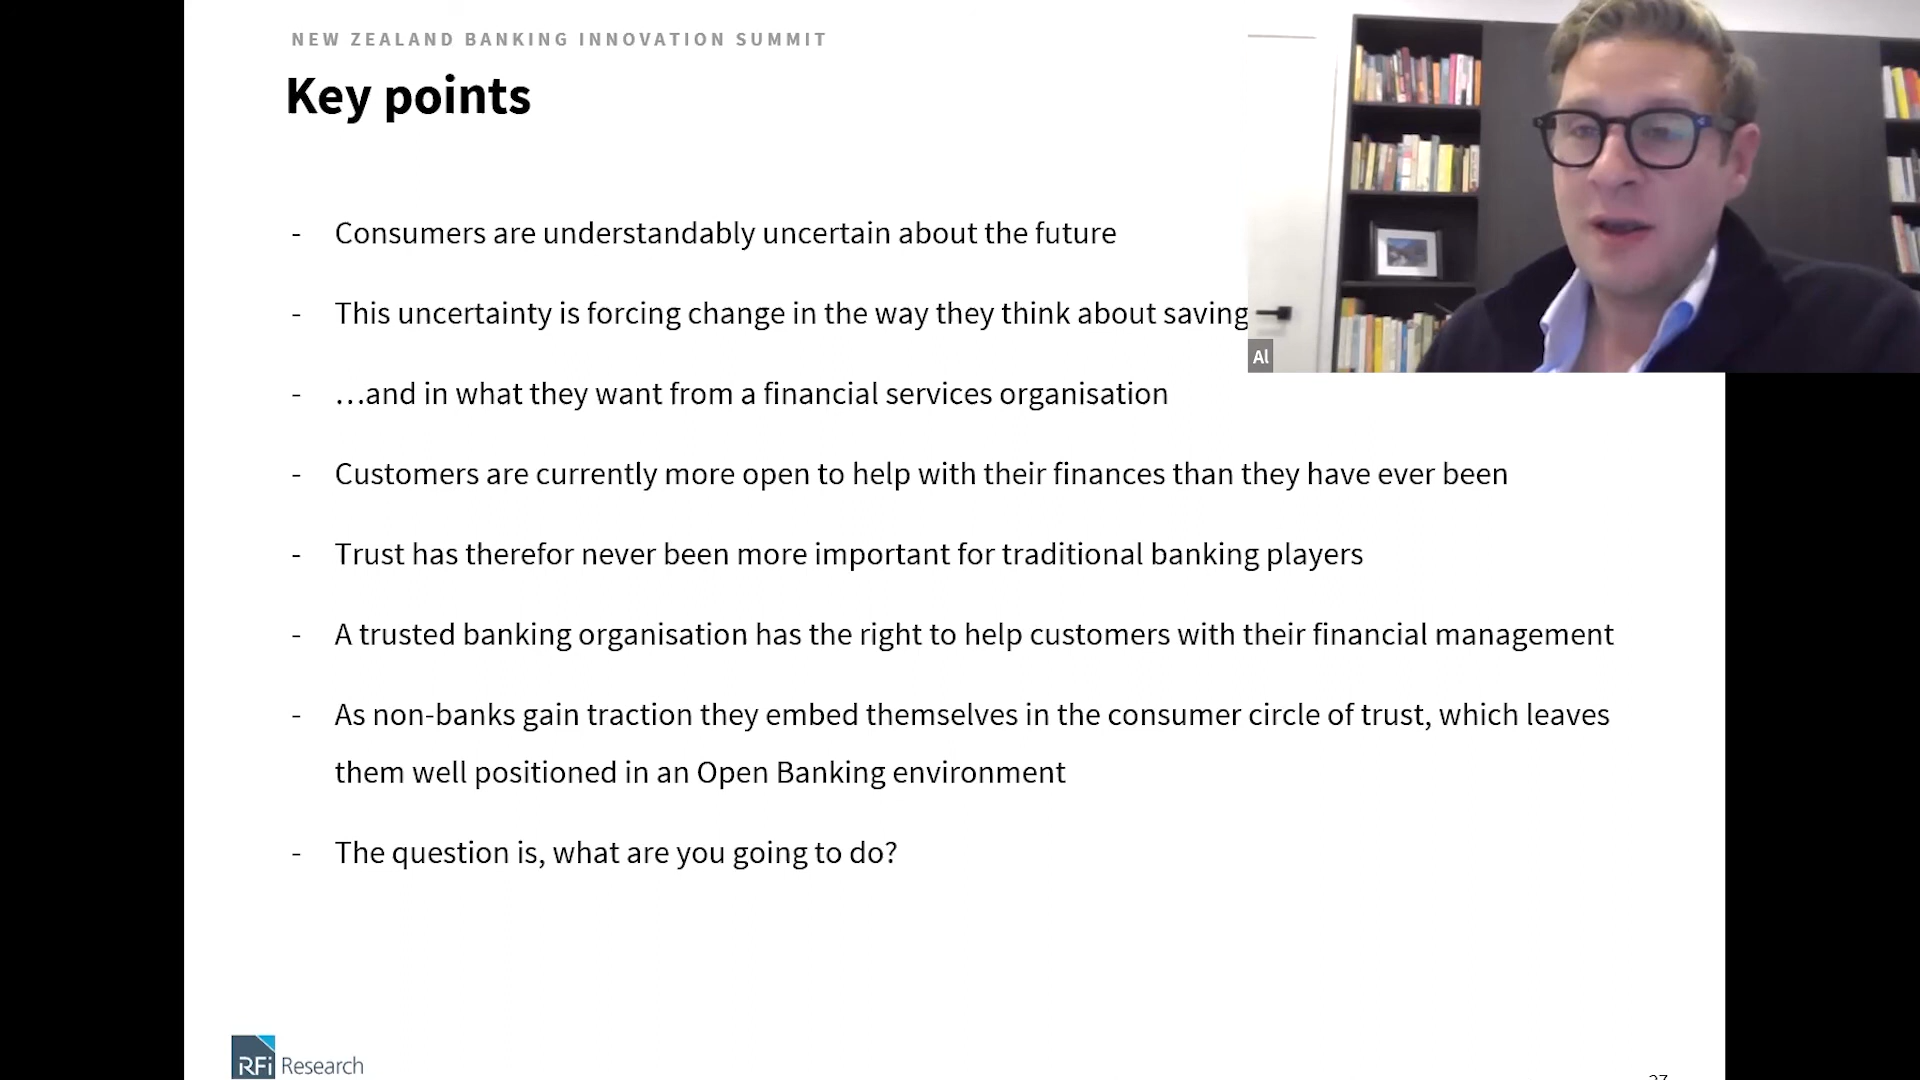 NEW ZEALAND BANKING INNOVATION SUMMIT
Key points
- Consumers are understandably uncertain about the future
- This uncertainty is forcing change in the way they think about saving
- …and in what they want from a financial services organisation
- Customers are currently more open to help with their finances than they have ever been
- Trust has therefor never been more important for traditional banking players
- A trusted banking organisation has the right to help customers with their financial management
- As non-banks gain traction they embed themselves in the consumer circle of trust, which leaves
them well positioned in an Open Banking environment
- The question is, what are you going to do?
Al
RFi Research